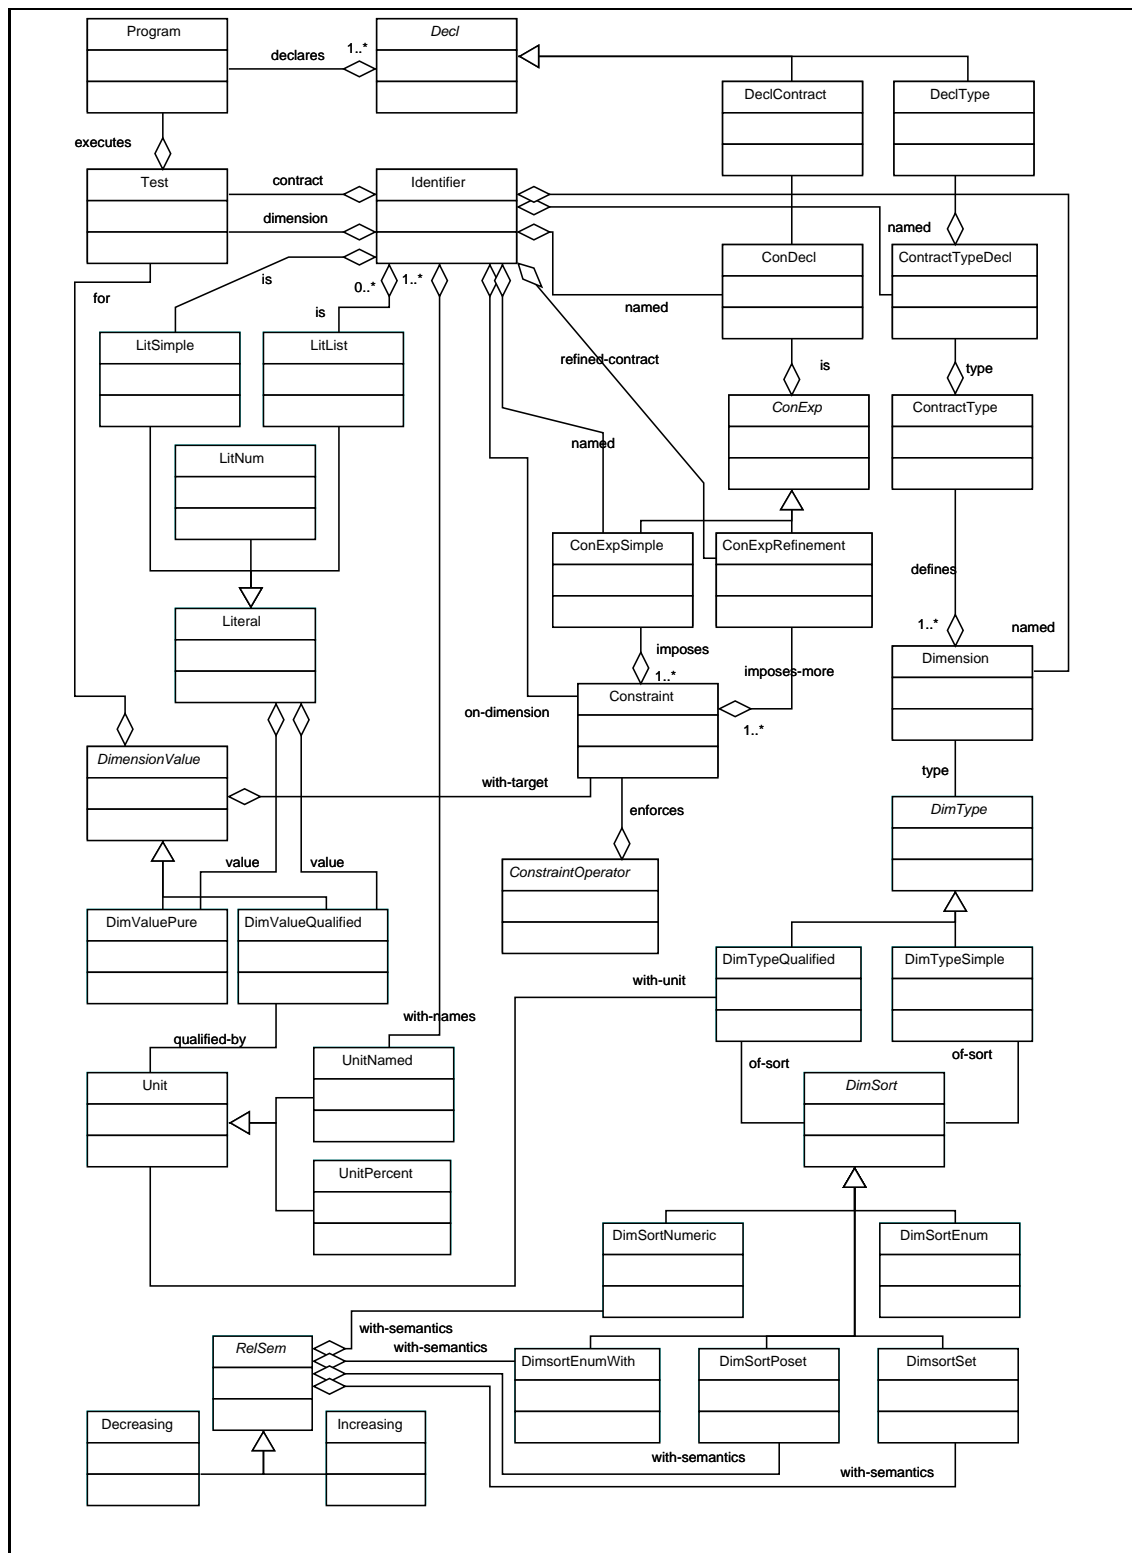 Program
Decl
declares
1..*
DeclContract
DeclType
executes
Test
Identifier
contract
dimension
is
0..*
1..*
is
for
named
ConDecl
named
ContractTypeDecl
LitSimple
LitList
refined-contract
is
type
ConExp
ContractType
named
LitNum
ConExpSimple
ConExpRefinement
defines
1..*
named
Literal
imposes
1..*
imposes-more
Dimension
Constraint
on-dimension
1..*
DimensionValue
with-target
type
enforces
DimType
value
value
ConstraintOperator
DimValuePure
DimValueQualified
DimTypeQualified
DimTypeSimple
with-unit
with-names
qualified-by
UnitNamed
of-sort
of-sort
Unit
DimSort
UnitPercent
DimSortNumeric
DimSortEnum
with-semantics
RelSem
with-semantics
DimsortEnumWith
DimSortPoset
DimsortSet
Decreasing
Increasing
with-semantics
with-semantics